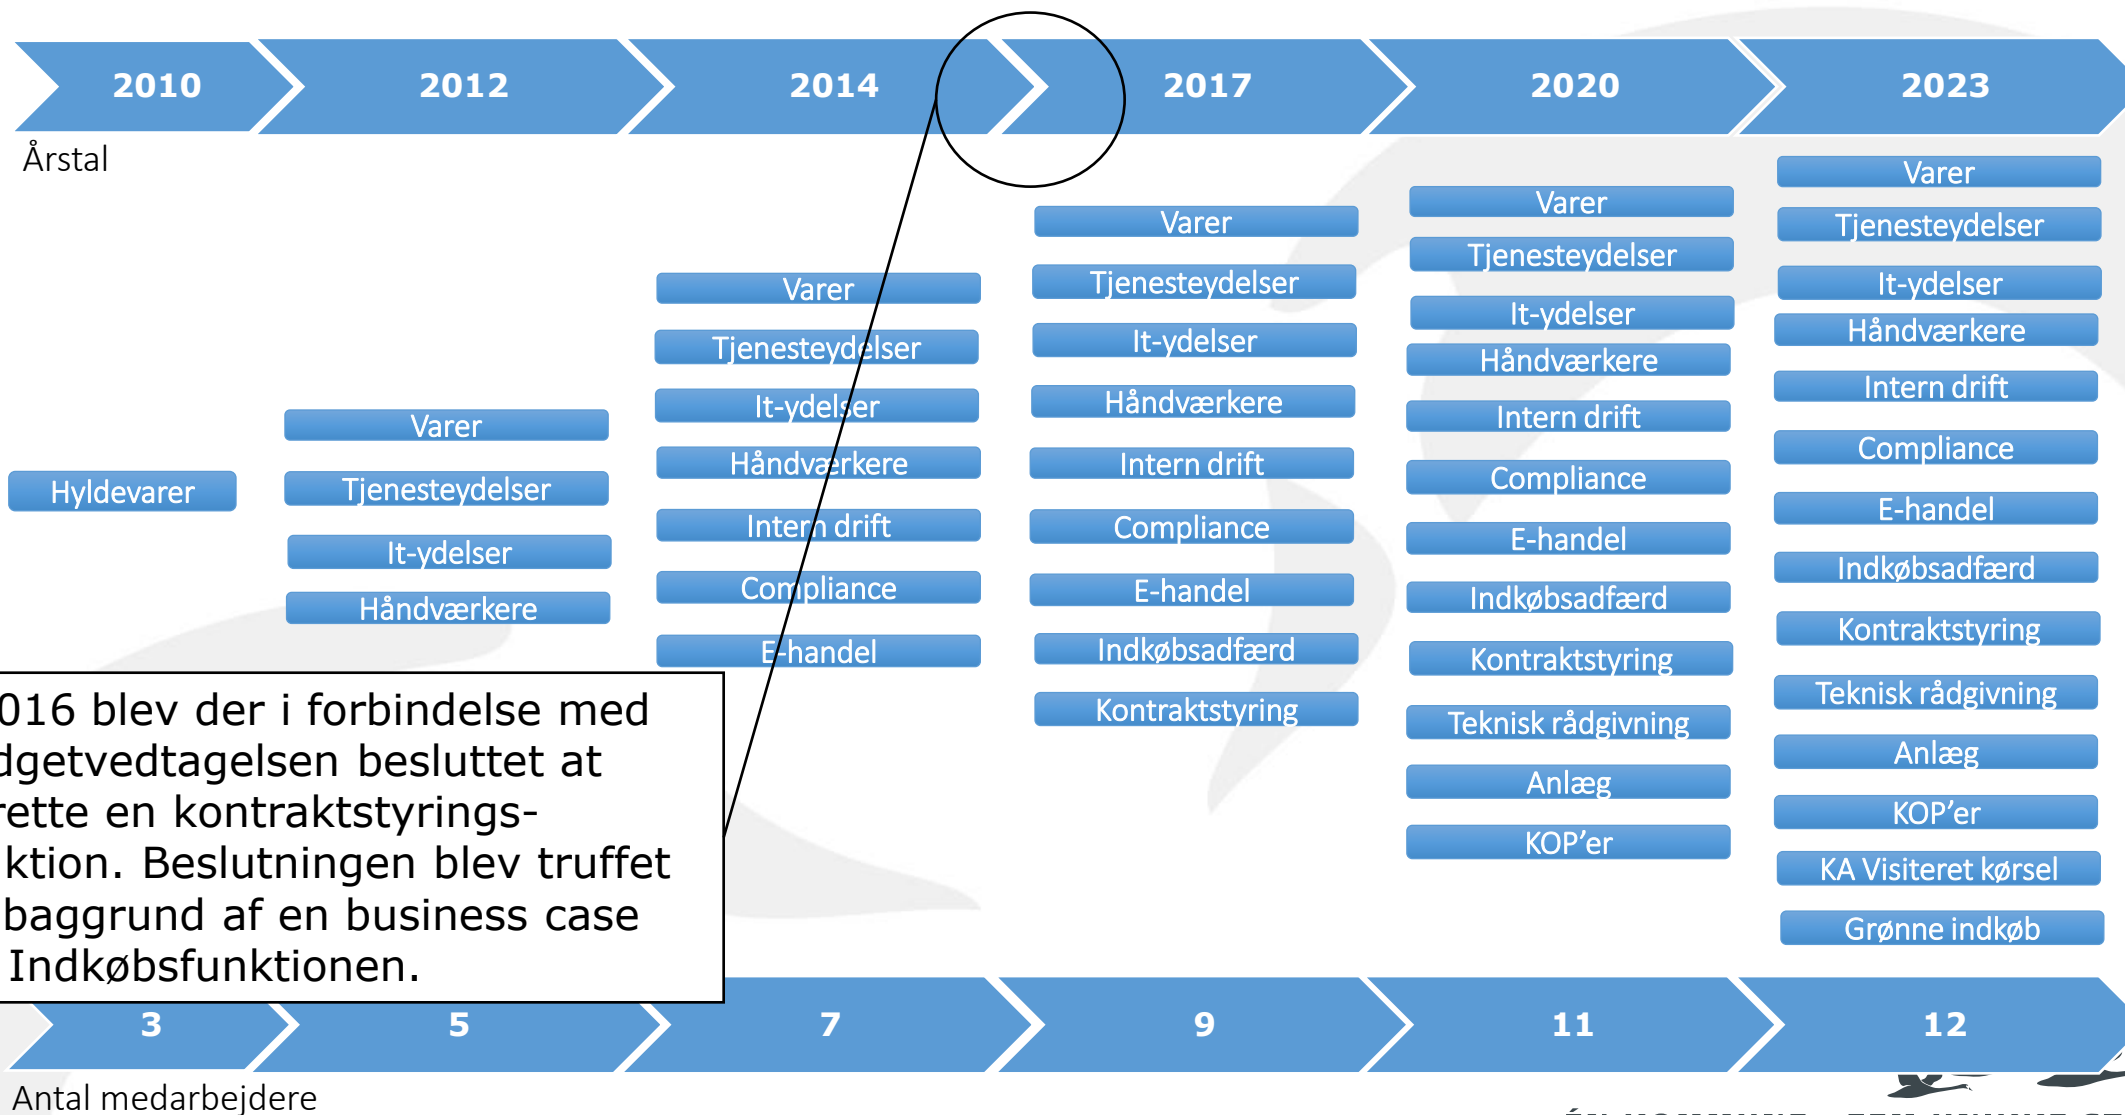 2010
2012
2014
2017
2020
2023
Årstal
Hyldevarer
Varer
Tjenesteydelser
It-ydelser
Håndværkere
Varer
Tjenesteydelser
It-ydelser
Håndværkere
Intern drift
Compliance
E-handel
Varer
Tjenesteydelser
It-ydelser
Håndværkere
Intern drift
Compliance
E-handel
Indkøbsadfærd
Kontraktstyring
Varer
Tjenesteydelser
It-ydelser
Håndværkere
Intern drift
Compliance
E-handel
Indkøbsadfærd
Kontraktstyring
Teknisk rådgivning
Anlæg
KOP’er
Varer
Tjenesteydelser
It-ydelser
Håndværkere
Intern drift
Compliance
E-handel
Indkøbsadfærd
Kontraktstyring
Teknisk rådgivning
Anlæg
KOP’er
KA Visiteret kørsel
Grønne indkøb
016 blev der i forbindelse med
dgetvedtagelsen besluttet at
rette en kontraktstyrings-
ktion. Beslutningen blev truffet
baggrund af en business case
Indkøbsfunktionen.
3
5
7
9
11
12
Antal medarbejdere